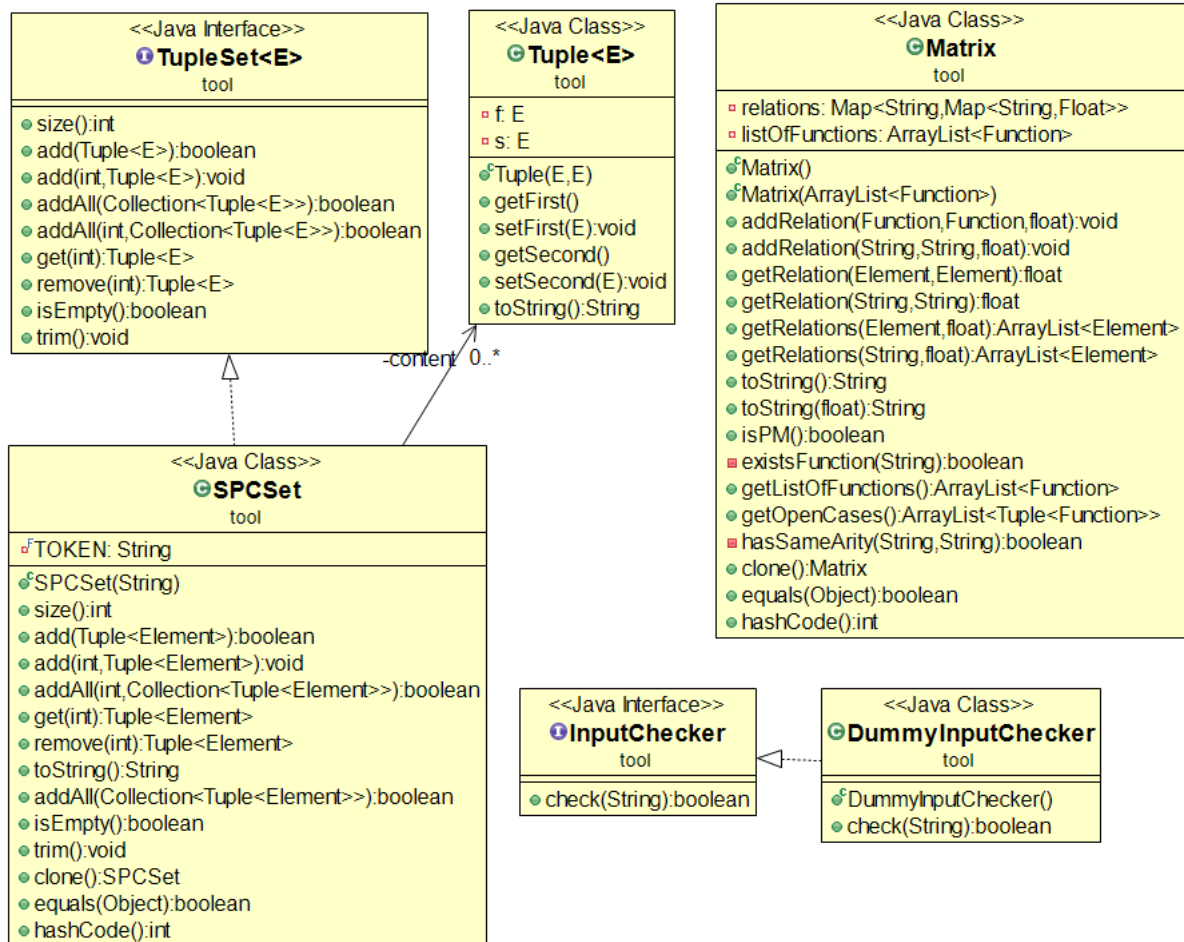 <<Java Interface>>
TupleSet<E>
tool
size():int
add(Tuple<E>):boolean
add(int,Tuple<E>):void
addAll(Collection<Tuple<E>>):boolean
addAll(int,Collection<Tuple<E>>):boolean
get(int):Tuple<E>
remove(int):Tuple<E>
isEmpty():boolean
trim():void
<<Java Class>>
Tuple<E>
tool
f: E
s: E
Tuple(E,E)
getFirst()
setFirst(E):void
getSecond()
setSecond(E):void
toString():String
<<Java Class>>
Matrix
tool
relations: Map<String,Map<String,Float>>
listOfFunctions: ArrayList<Function>
Matrix()
Matrix(ArrayList<Function>)
addRelation(Function,Function,float):void
addRelation(String,String,float):void
getRelation(Element,Element):float
getRelation(String,String):float
getRelations(Element,float):ArrayList<Element>
getRelations(String,float):ArrayList<Element>
toString():String
toString(float):String
isPM():boolean
existsFunction(String):boolean
getListOfFunctions():ArrayList<Function>
getOpenCases():ArrayList<Tuple<Function>>
hasSameArity(String,String):boolean
clone():Matrix
equals(Object):boolean
hashCode():int
-content 0..*
<<Java Class>>
SPCSet
tool
TOKEN: String
SPCSet(String)
size():int
add(Tuple<Element>):boolean
add(int,Tuple<Element>):void
addAll(int,Collection<Tuple<Element>>):boolean
get(int):Tuple<Element>
remove(int):Tuple<Element>
toString():String
addAll(Collection<Tuple<Element>>):boolean
isEmpty():boolean
trim():void
clone():SPCSet
equals(Object):boolean
hashCode():int
<<Java Interface>>
InputChecker
tool
check(String):boolean
<<Java Class>>
DummyInputChecker
tool
DummyInputChecker()
check(String):boolean